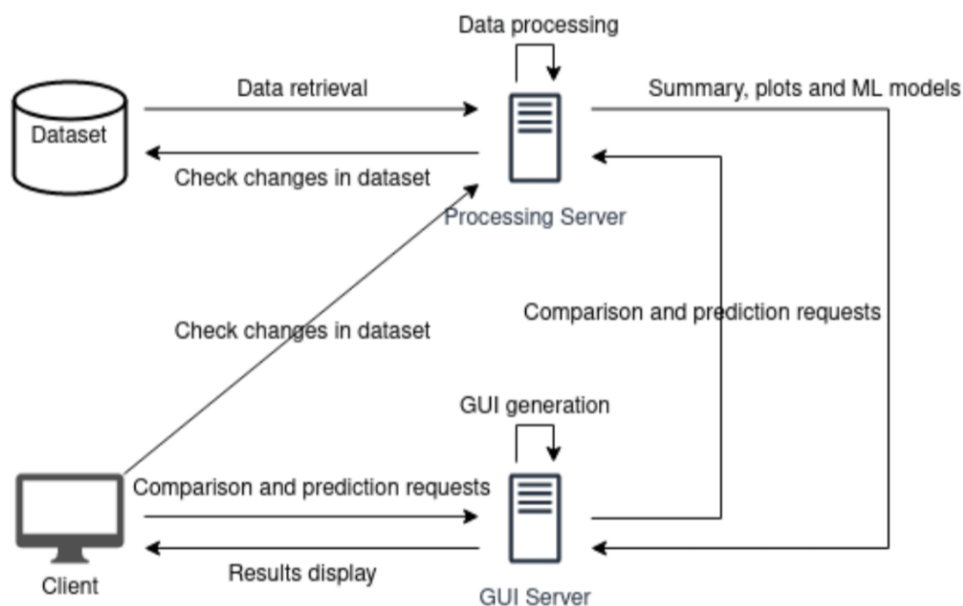 Data processing
Data retrieval
Summary, plots and ML models
Dataset
Check changes in dataset
Processing Server
Comparison and prediction requests
Check changes in dataset
GUI generation
Comparison and prediction requests
Results display
Client
GUI Server